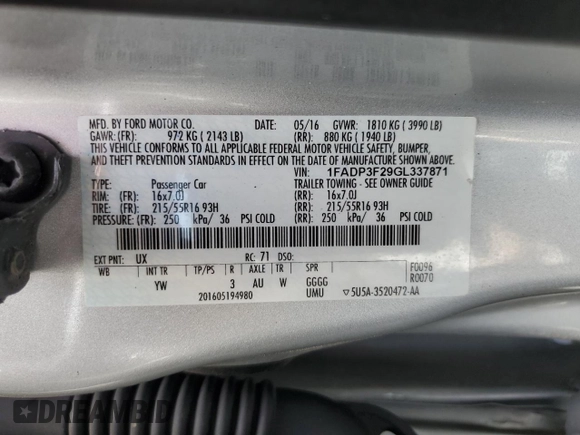 MFD. BY FORD MOTOR CO. DATE: 05/16 GVWR: 1810 KG ( 3990 LB)
GAWR: (FR) 972 KG ( 2143 LB) (RR): 880 KG ( 1940 LB)
THIS VEHICLE CONFORMS TO ALL APPLICABLE FEDERAL MOTOR VEHICLE SAFETY, BUMPER,
AND THEFT PREVENTION STANDARDS IN EFFECT ON THE DATE OF MANUFACTURE SHOWN ABOVE.
VIN: 1FADP3F29GL337871
TYPE: Passenger Car TRAILER TOWING - SEE OWNER GUIDE
RIM: (FR) 16x7.0J (RR): 16x7.0J
TIRE: (FR) 215/55R16 93H (RR): 215/55R16 93H
PRESSURE: (FR) 250 kPa/ 36 PSI COLD (RR): 250 kPa/ 36 PSI COLD
EXT PNT: UX RC: 71 DSO:
WB INT TR TP/PS R AXLE TR SPR F0096
YW 3 AU W GGGG R0070
201605194980 UMU ▽5U5A-3520472-AA
DREAMBID